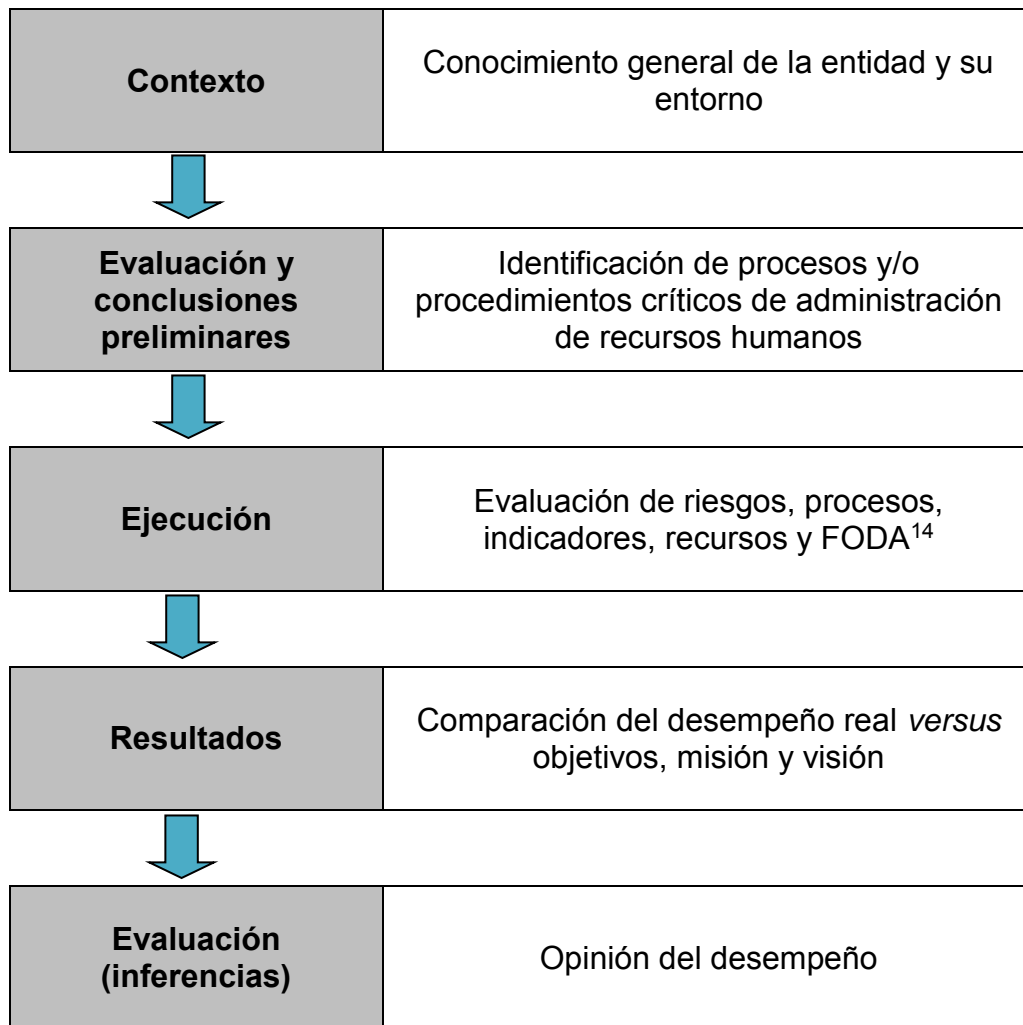 Contexto
Conocimiento general de la entidad y su
entorno
Evaluación y
conclusiones
preliminares
Identificación de procesos y/o
procedimientos críticos de administración
de recursos humanos
Ejecución
Evaluación de riesgos, procesos,
indicadores, recursos y FODA¹⁴
Resultados
Comparación del desempeño real versus
objetivos, misión y visión
Evaluación
(inferencias)
Opinión del desempeño